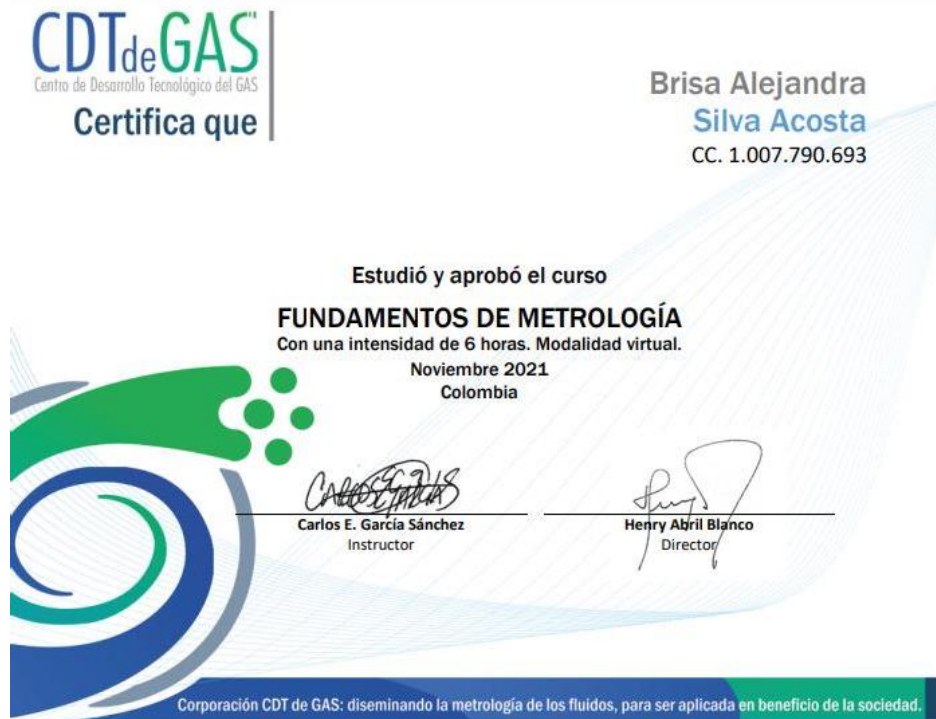 CDTdeGAS
Centro de Desarrollo Tecnológico del GAS
Certifica que
Brisa Alejandra
Silva Acosta
CC. 1.007.790.693
Estudió y aprobó el curso
FUNDAMENTOS DE METROLOGÍA
Con una intensidad de 6 horas. Modalidad virtual.
Noviembre 2021
Colombia
Carlos E. García Sánchez
Instructor
Henry Abril Blanco
Director
Corporación CDT de GAS: diseminando la metrología de los fluidos, para ser aplicada en beneficio de la sociedad.